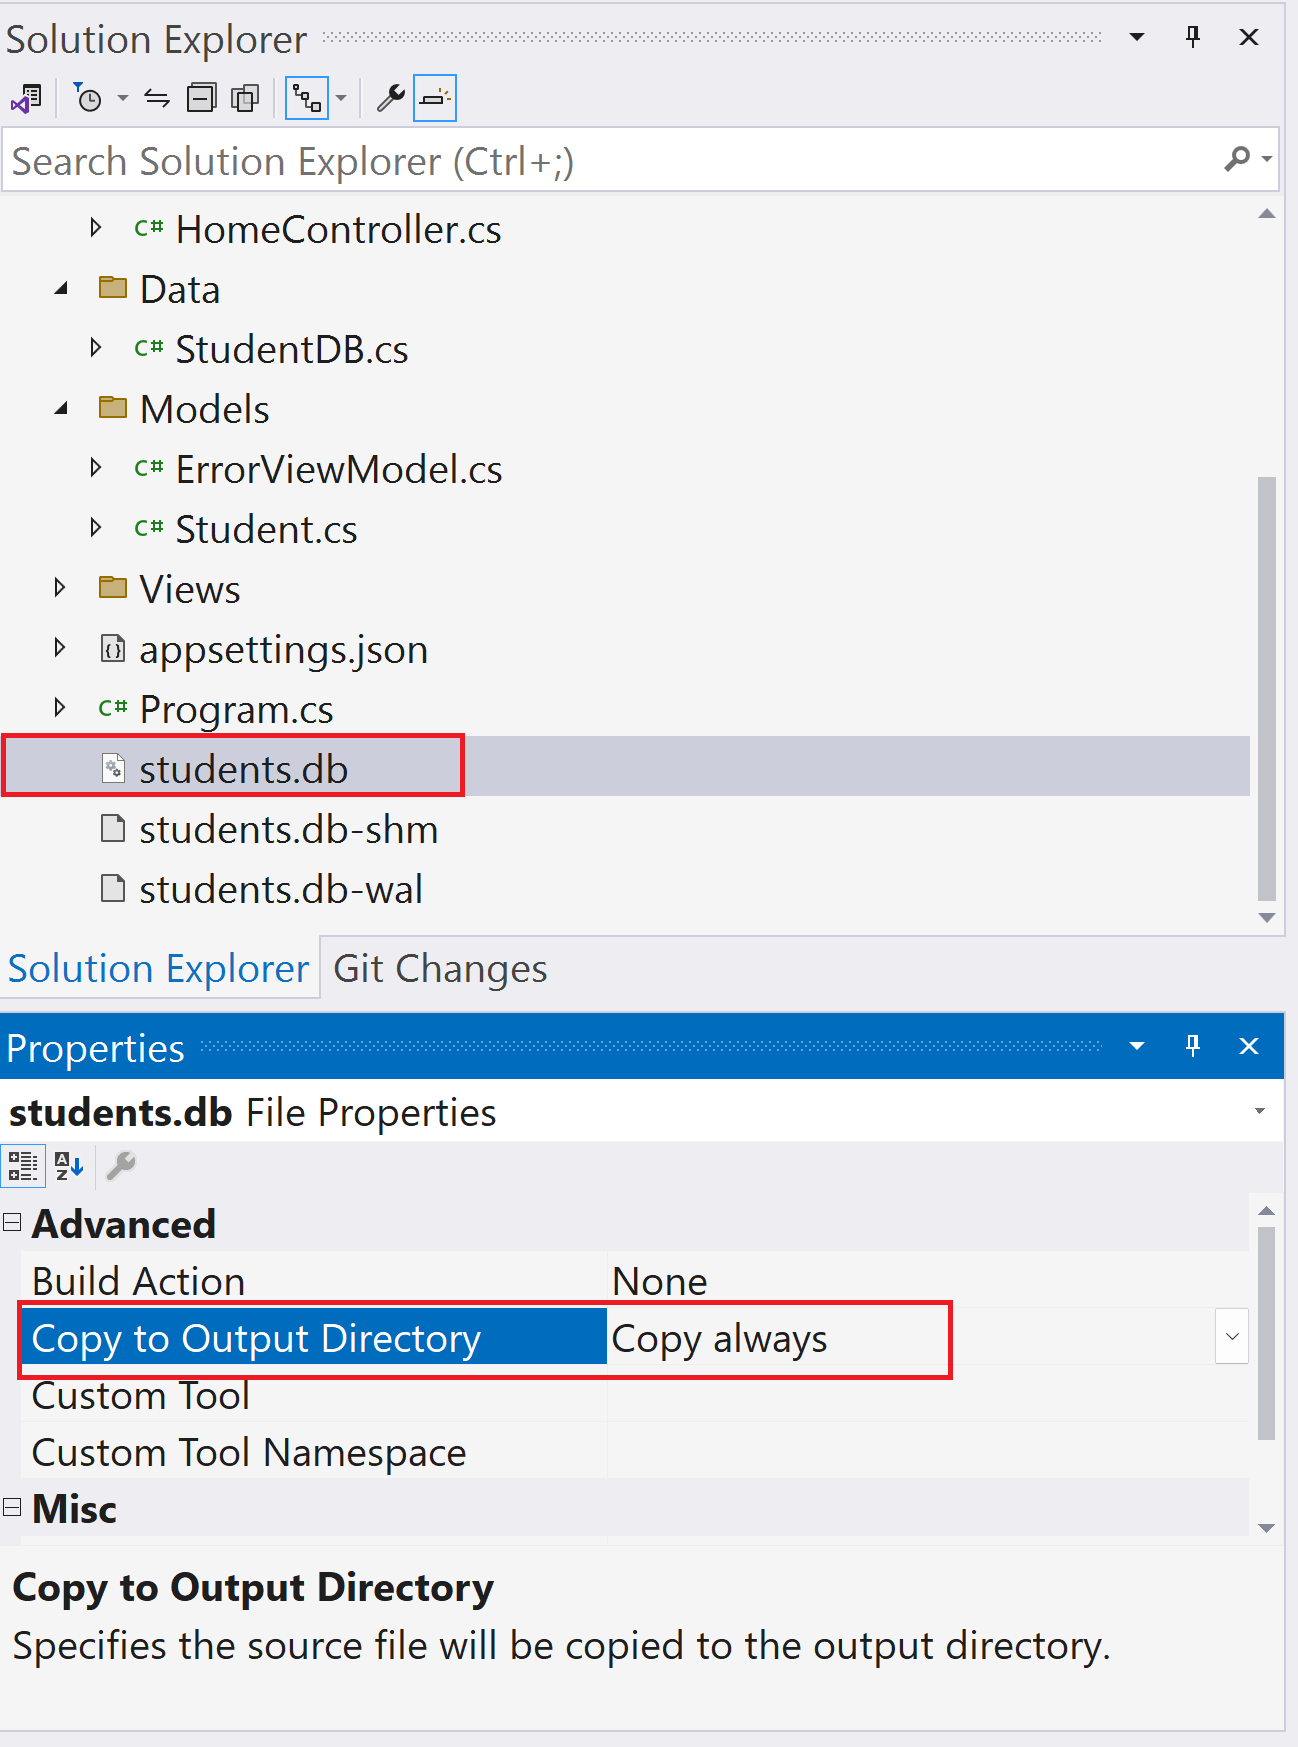 Solution Explorer
Search Solution Explorer (Ctrl+;)
C# HomeController.cs
Data
C# StudentDB.cs
Models
C# ErrorViewModel.cs
C# Student.cs
Views
appsettings.json
C# Program.cs
students.db
students.db-shm
students.db-wal
Solution Explorer Git Changes
Properties
students.db File Properties
Advanced
Build Action None
Copy to Output Directory Copy always
Custom Tool
Custom Tool Namespace
Misc
Copy to Output Directory
Specifies the source file will be copied to the output directory.